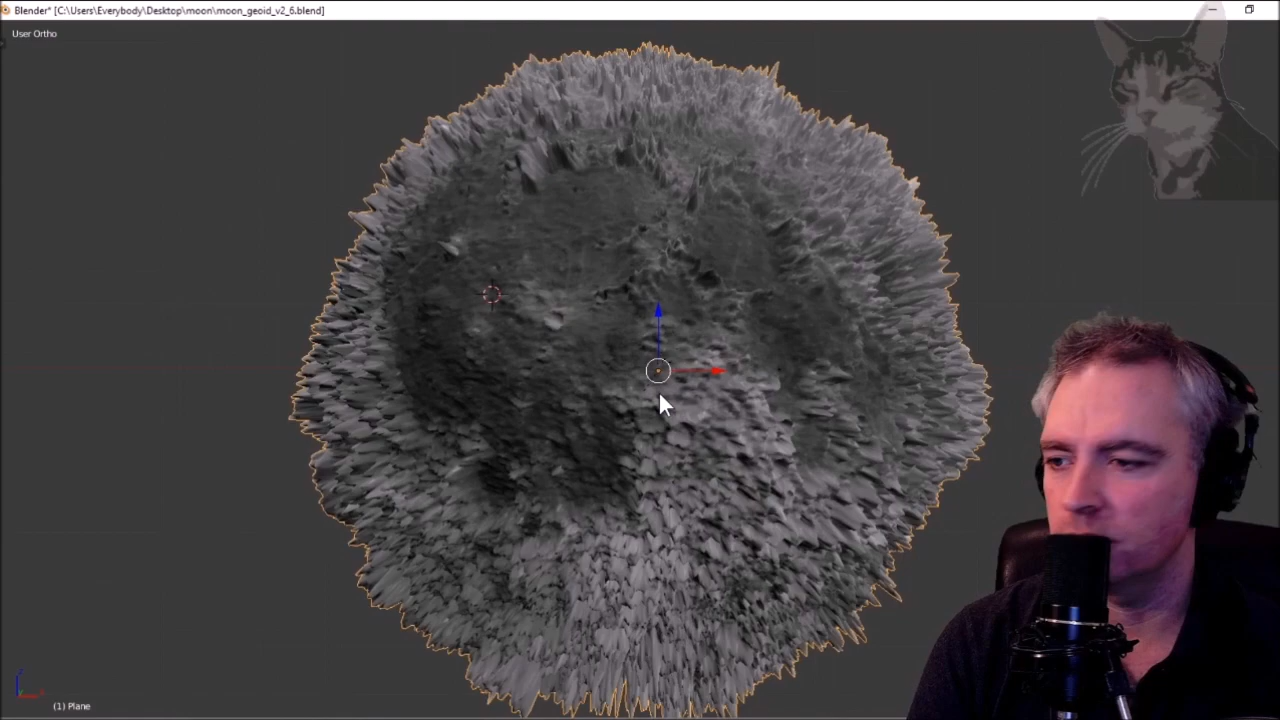 Blender* [C:\Users\Everybody\Desktop\moon\moon_geoid_v2_6.blend]
User Ortho
(1) Plane